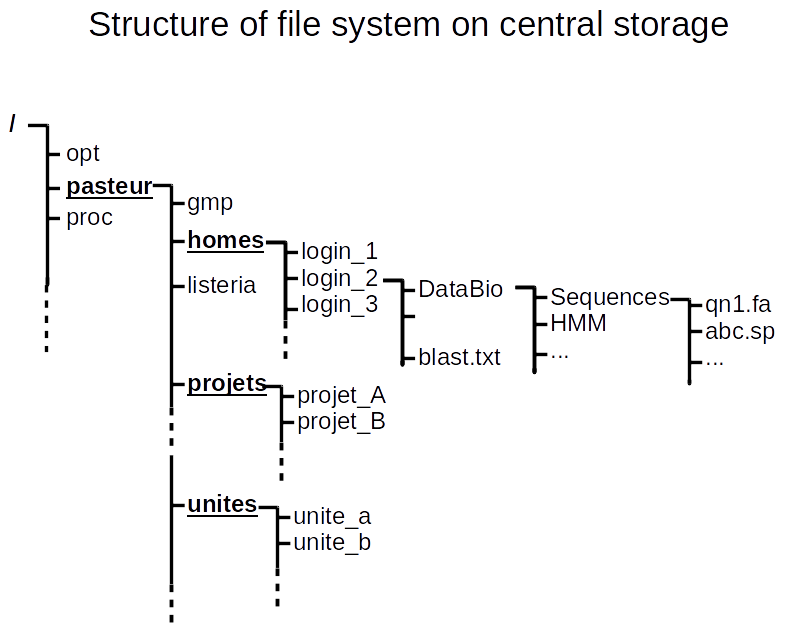 Structure of file system on central storage
/
opt
pasteur
proc
gmp
homes
listeria
login_1
login_2
login_3
DataBio
blast.txt
Sequences
HMM
...
qn1.fa
abc.sp
...
projets
projet_A
projet_B
unites
unite_a
unite_b